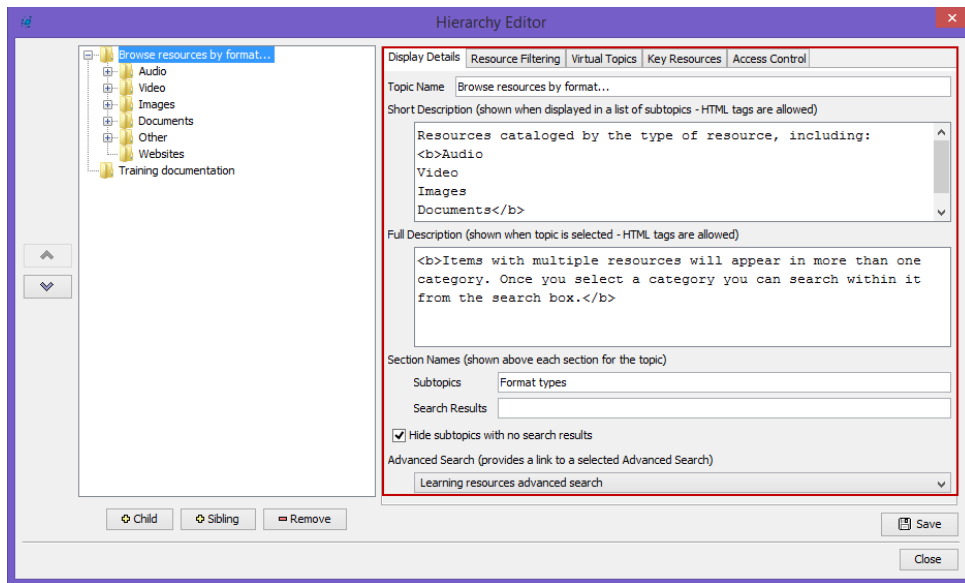 Hierarchy Editor
Browse resources by format...
Audio
Video
Images
Documents
Other
Websites
Training documentation
Child
Sibling
Remove
Display Details
Resource Filtering
Virtual Topics
Key Resources
Access Control
Topic Name
Browse resources by format...
Short Description (shown when displayed in a list of subtopics - HTML tags are allowed)
Resources cataloged by the type of resource, including:
<b>Audio
Video
Images
Documents</b>
Full Description (shown when topic is selected - HTML tags are allowed)
<b>Items with multiple resources will appear in more than one
category. Once you select a category you can search within it
from the search box.</b>
Section Names (shown above each section for the topic)
Subtopics
Format types
Search Results
Hide subtopics with no search results
Advanced Search (provides a link to a selected Advanced Search)
Learning resources advanced search
Save
Close